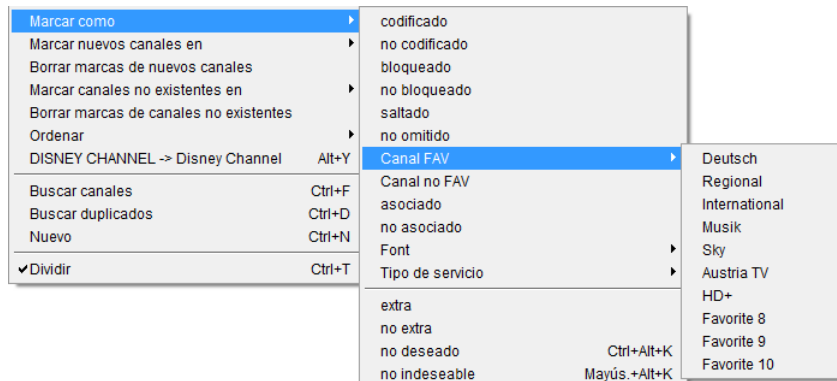 Marcar como
Marcar nuevos canales en
Borrar marcas de nuevos canales
Marcar canales no existentes en
Borrar marcas de canales no existentes
Ordenar
DISNEY CHANNEL -> Disney Channel Alt+Y
Buscar canales Ctrl+F
Buscar duplicados Ctrl+D
Nuevo Ctrl+N
Dividir Ctrl+T
codificado
no codificado
bloqueado
no bloqueado
saltado
no omitido
Canal FAV
Canal no FAV
asociado
no asociado
Font
Tipo de servicio
extra
no extra
no deseado Ctrl+Alt+K
no indeseable Mayús.+Alt+K
Deutsch
Regional
International
Musik
Sky
Austria TV
HD+
Favorite 8
Favorite 9
Favorite 10